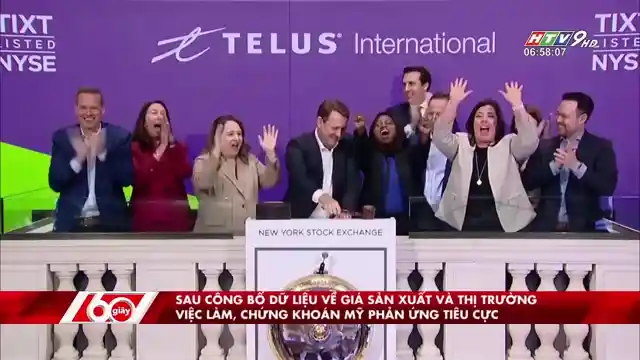 TIXT
LISTED
NYSE
TELUS® International
TIXT
LISTED
NYSE
HTV9 HD
06:58:07
NEW YORK STOCK EXCHANGE
60 giây
SAU CÔNG BỐ DỮ LIỆU VỀ GIÁ SẢN XUẤT VÀ THỊ TRƯỜNG
VIỆC LÀM, CHỨNG KHOÁN MỸ PHẢN ỨNG TIÊU CỰC